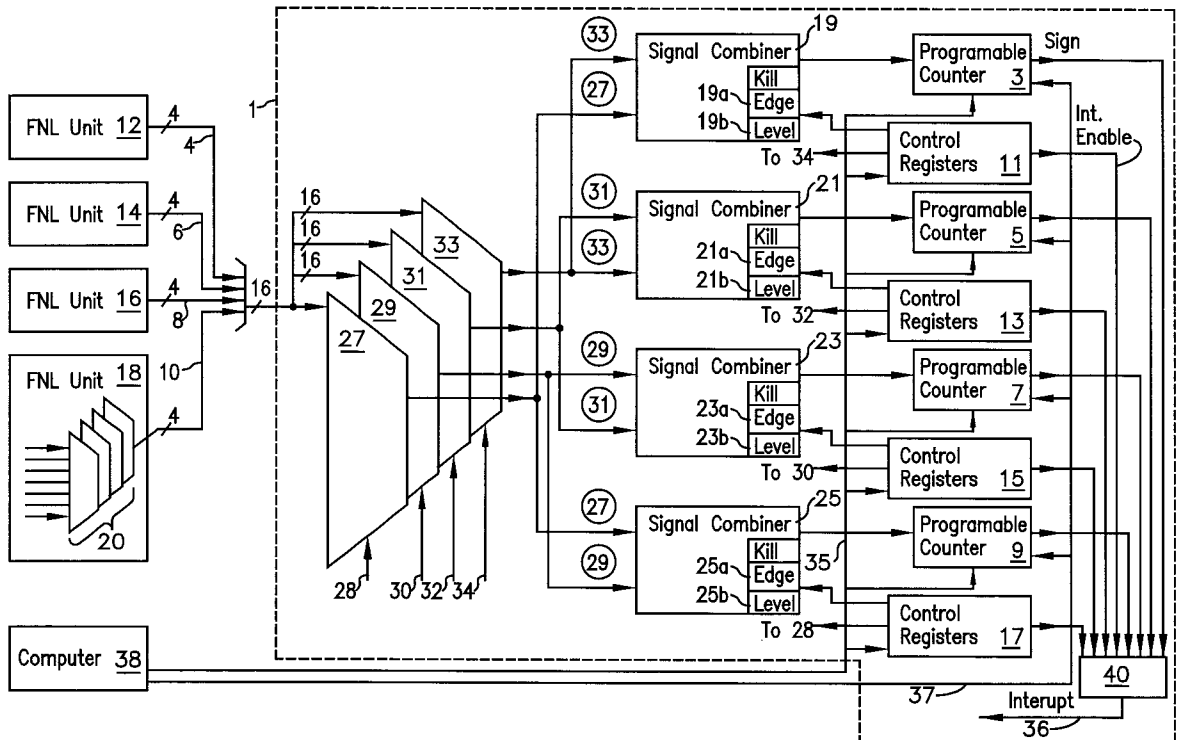 FNL Unit 12
4
4
FNL Unit 14
4
6
FNL Unit 16
4
8
FNL Unit 18
10
4
20
16
Computer 38
1
16
16
16
33
31
29
27
28
30
32
34
33
27
Signal Combiner
19
Kill
19a
Edge
19b
Level
To 34
31
33
Signal Combiner
21
Kill
21a
Edge
21b
Level
To 32
29
31
Signal Combiner
23
Kill
23a
Edge
23b
Level
To 30
27
29
Signal Combiner
25
Kill
25a
Edge
25b
Level
To 28
35
Programable
Counter 3
Sign
Int.
Enable
Control
Registers 11
Programable
Counter 5
Control
Registers 13
Programable
Counter 7
Control
Registers 15
Programable
Counter 9
Control
Registers 17
37
40
Interupt
36